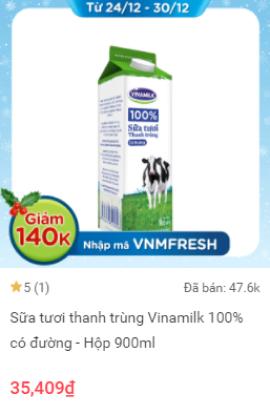 Từ 24/12 - 30/12
VINAMILK
100%
Sữa tươi
Thanh trùng
Giảm
140K
Nhập mã VNMFRESH
5 (1)
Đã bán: 47.6k
Sữa tươi thanh trùng Vinamilk 100%
có đường - Hộp 900ml
35,409₫